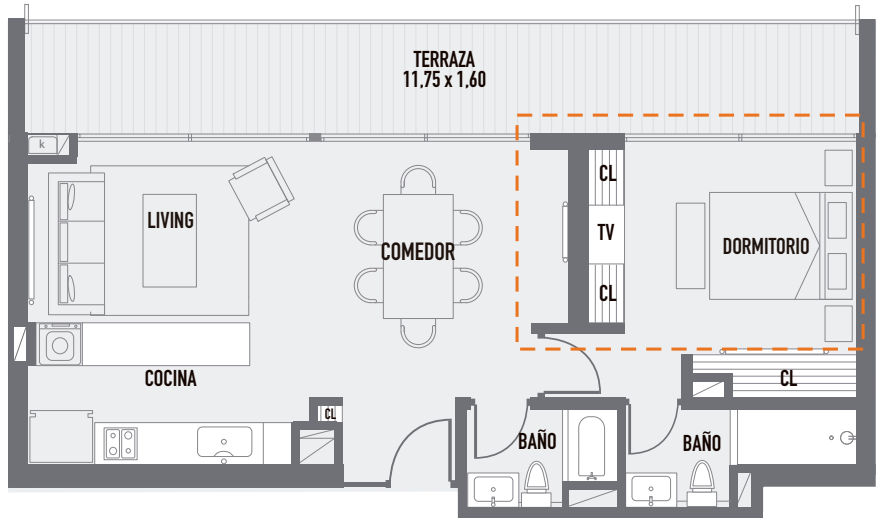 TERRAZA
11,75 x 1,60
k
CL
LIVING
TV
COMEDOR
DORMITORIO
CL
COCINA
CL
CL
BAÑO
BAÑO